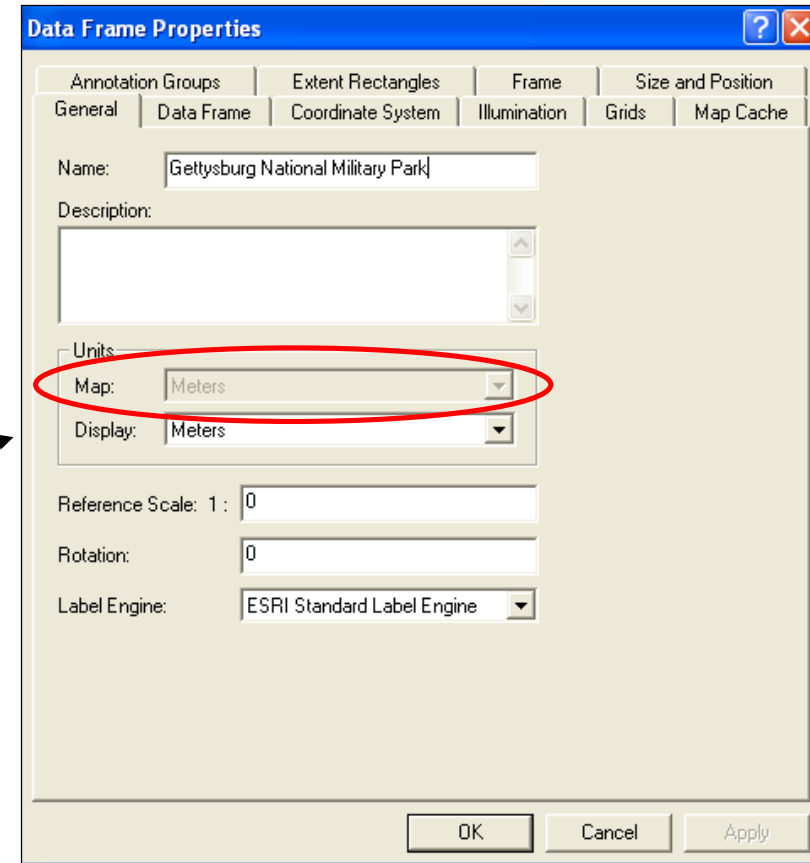 Data Frame Properties
Annotation Groups Extent Rectangles Frame Size and Position
General Data Frame Coordinate System Illumination Grids Map Cache
Name: Gettysburg National Military Park
Description:
Units
Map: Meters
Display: Meters
Reference Scale: 1 : 0
Rotation: 0
Label Engine: ESRI Standard Label Engine
OK Cancel Apply